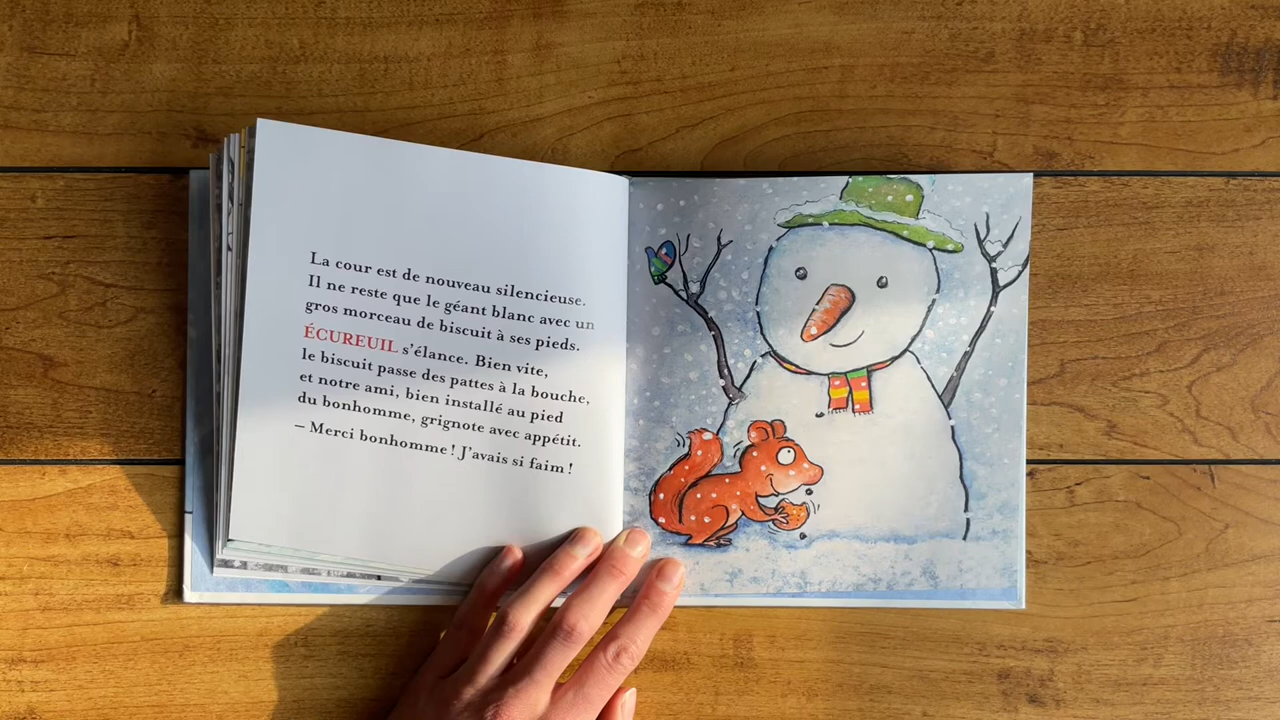 La cour est de nouveau silencieuse.
Il ne reste que le géant blanc avec un
gros morceau de biscuit à ses pieds.
ÉCUREUIL s’élance. Bien vite,
le biscuit passe des pattes à la bouche,
et notre ami, bien installé au pied
du bonhomme, grignote avec appétit.
– Merci bonhomme ! J’avais si faim !